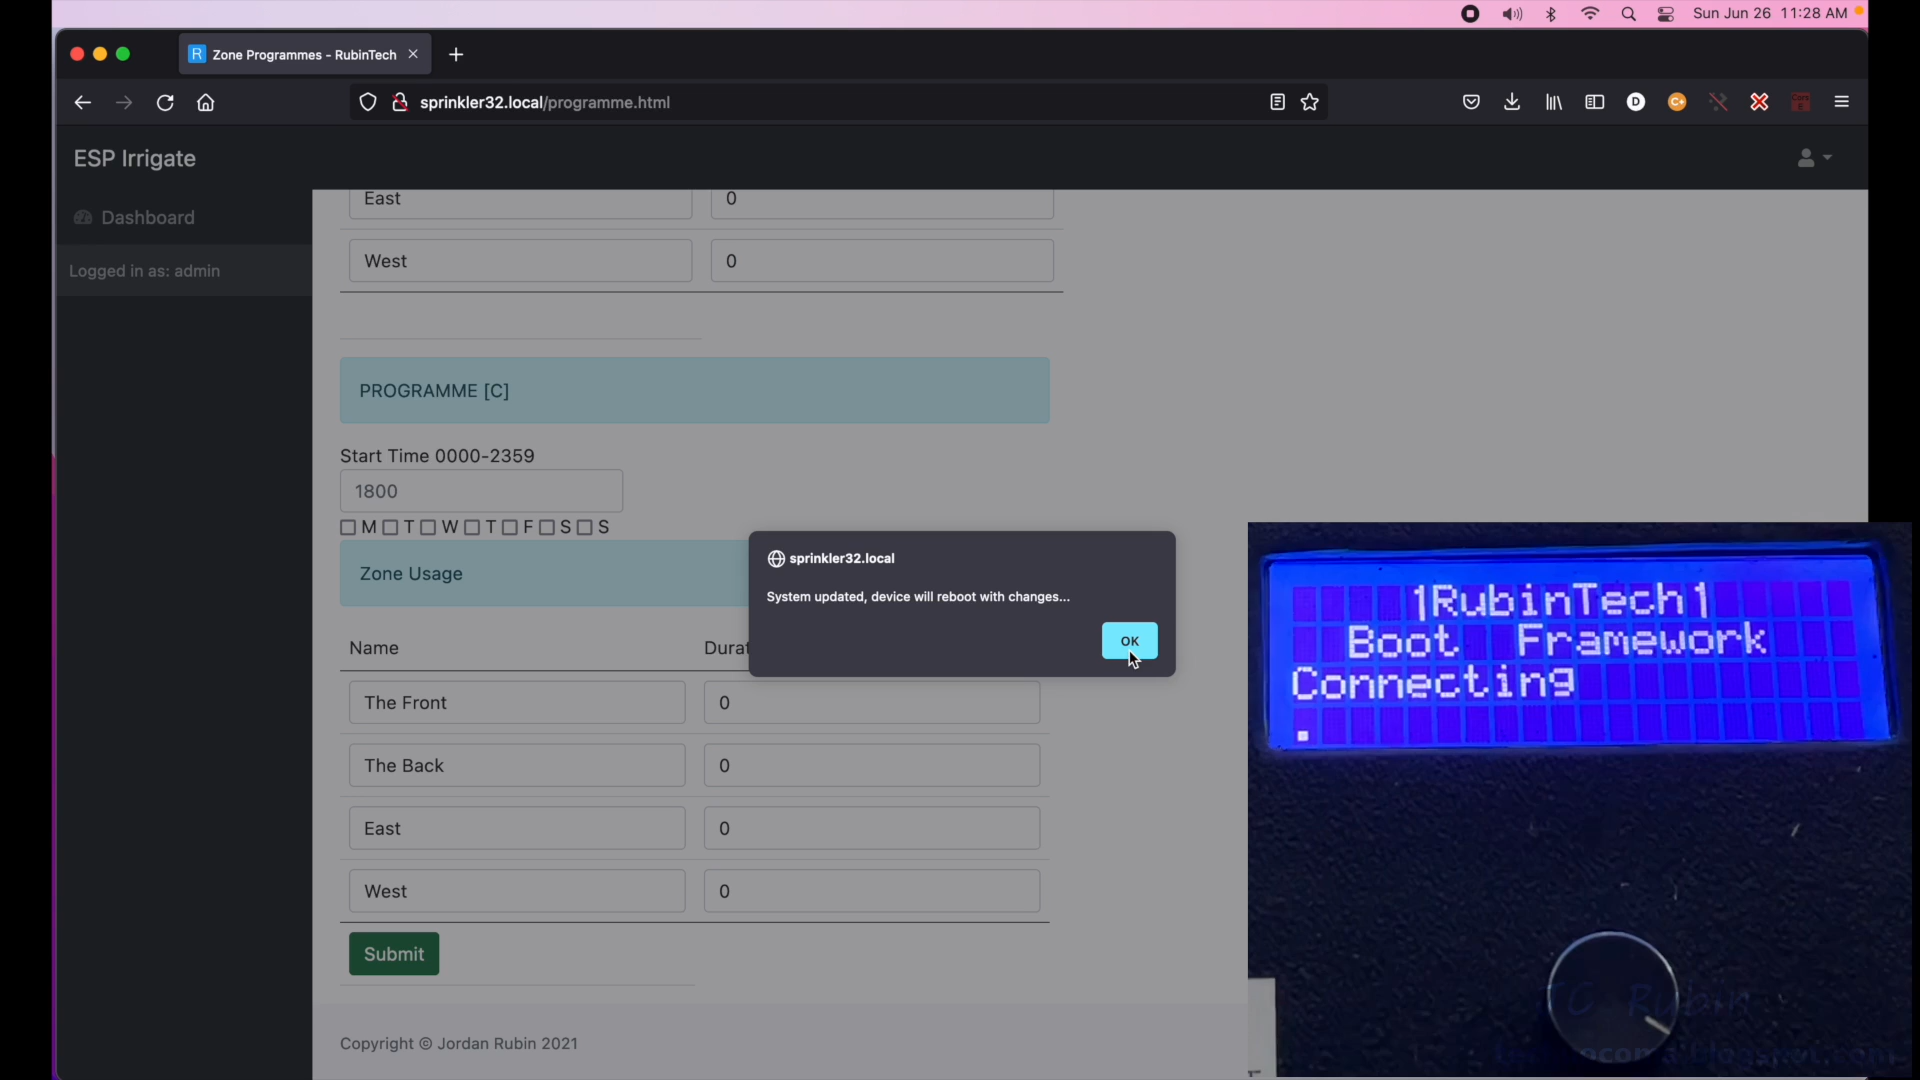 Sun Jun 26 11:28 AM
R Zone Programmes - RubinTech
sprinkler32.local/programme.html
D
C+
ESP Irrigate
Dashboard
Logged in as: admin
East 0
West 0
PROGRAMME [C]
Start Time 0000-2359
1800
M T W T F S S
Zone Usage
sprinkler32.local
System updated, device will reboot with changes...
OK
Name Durat
The Front 0
The Back 0
East 0
West 0
Submit
Copyright © Jordan Rubin 2021
1RubinTech1
Boot Framework
Connecting
.